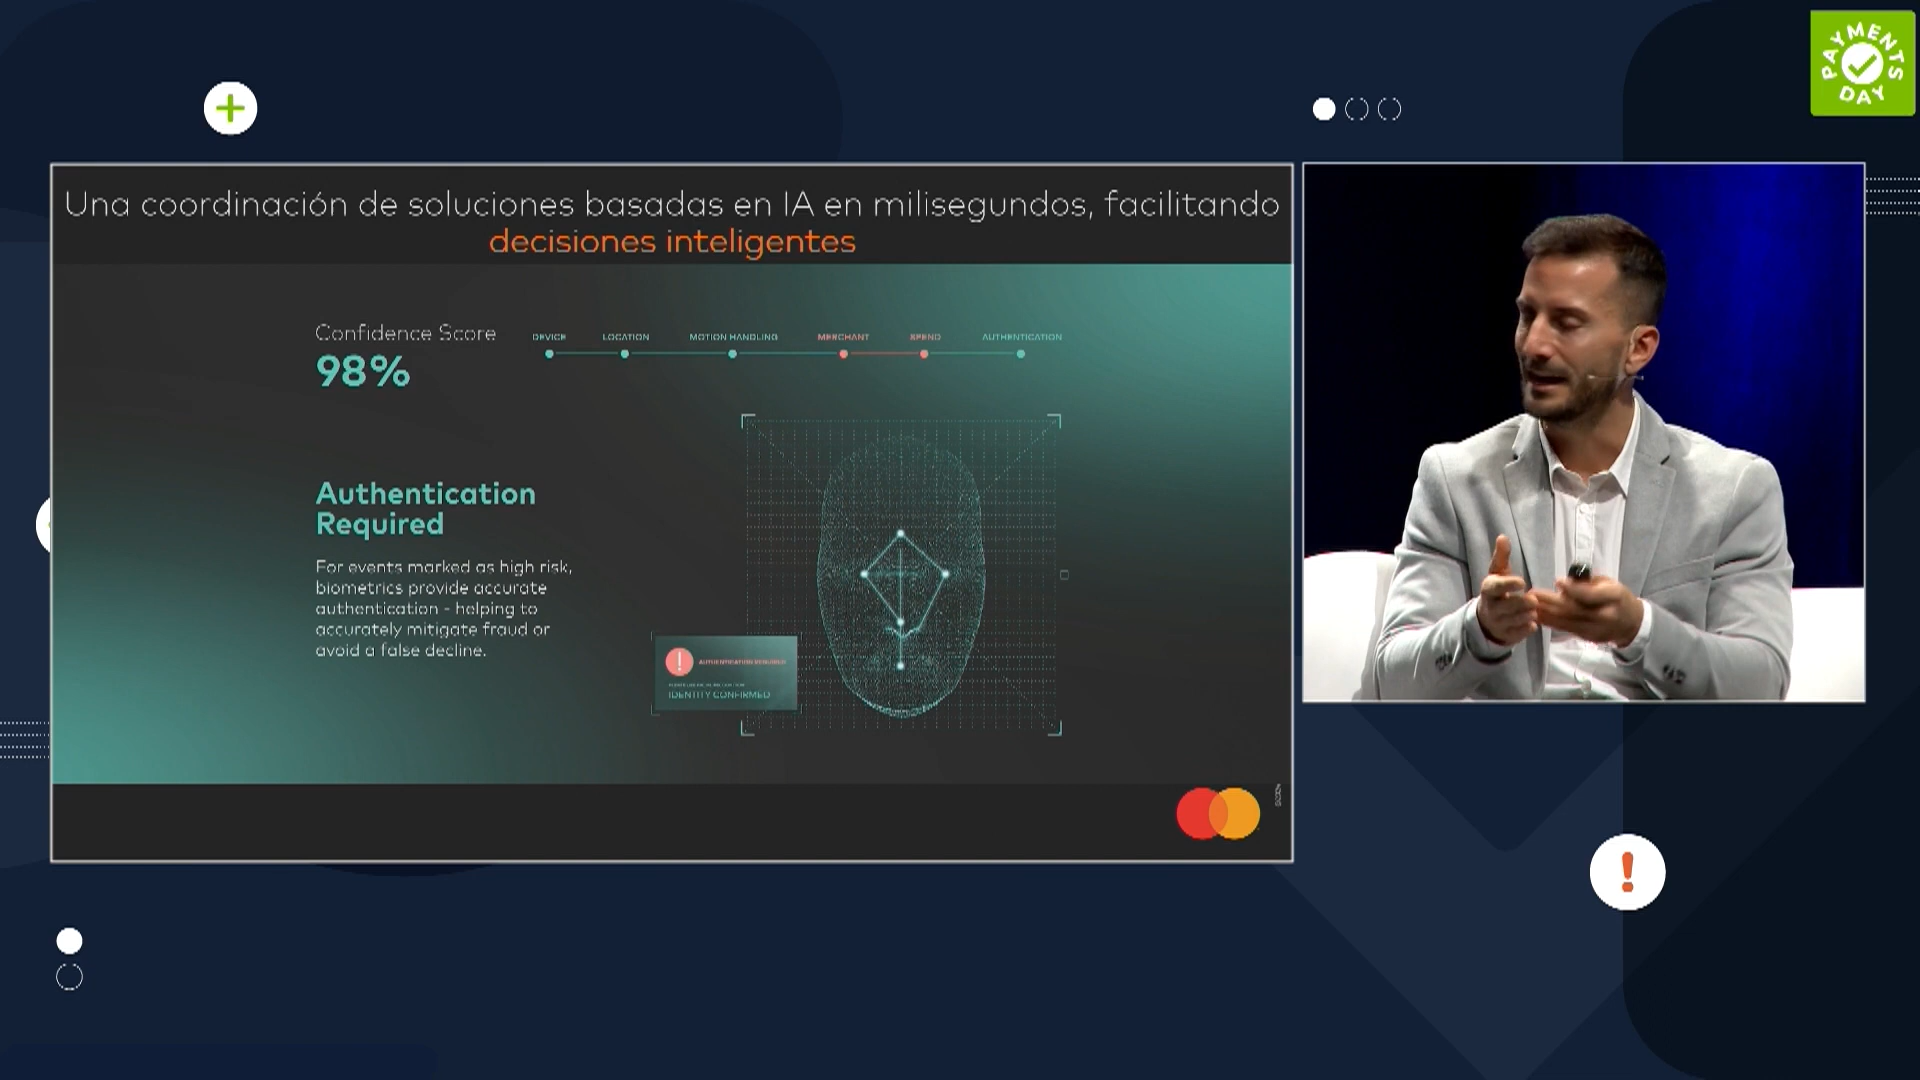 PAYMENTS
DAY
Una coordinación de soluciones basadas en IA en milisegundos, facilitando
decisiones inteligentes
Confidence Score
98%
DEVICE
LOCATION
MOTION HANDLING
MERCHANT
SPEND
AUTHENTICATION
Authentication
Required
For events marked as high risk,
biometrics provide accurate
authentication - helping to
accurately mitigate fraud or
avoid a false decline.
AUTHENTICATION REQUIRED
IDENTITY CONFIRMED